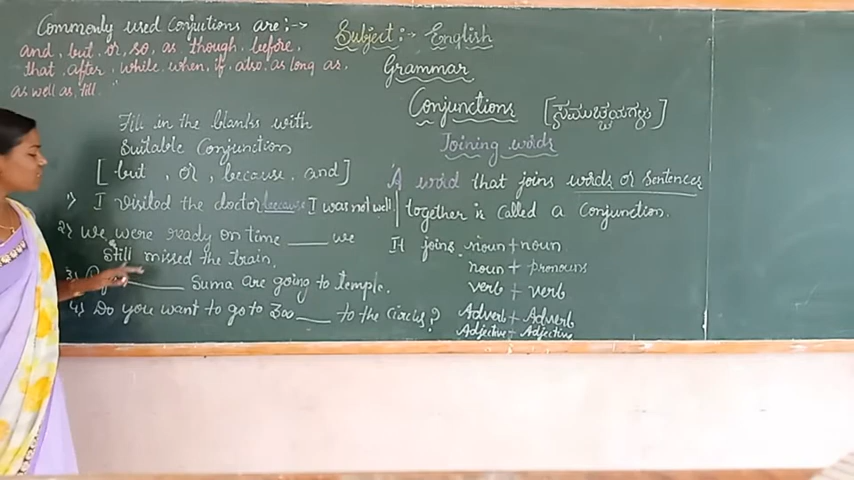 Commonly used Conjuctions are :-→
and, but, or, so, as though, before,
that, after, while, when, if, also, as long as,
as well as, till.
Subject :→ English
Grammar
Conjunctions [ಸಮುಚ್ಚಯಗಳು]
Joining words
A word that joins words or Sentences
together is called a Conjunction.
It joins. noun + noun
noun + pronouns
verb + verb
Adverb + Adverb
Adjective + Adjective
Fill in the blanks with
Suitable Conjunction
[ but, or, because, and ]
1) I visited the doctor because I was not well
2) We were ready on time ____ we
still missed the train.
3) ____ Suma are going to temple.
4) Do you want to go to Zoo ____ to the Circus?